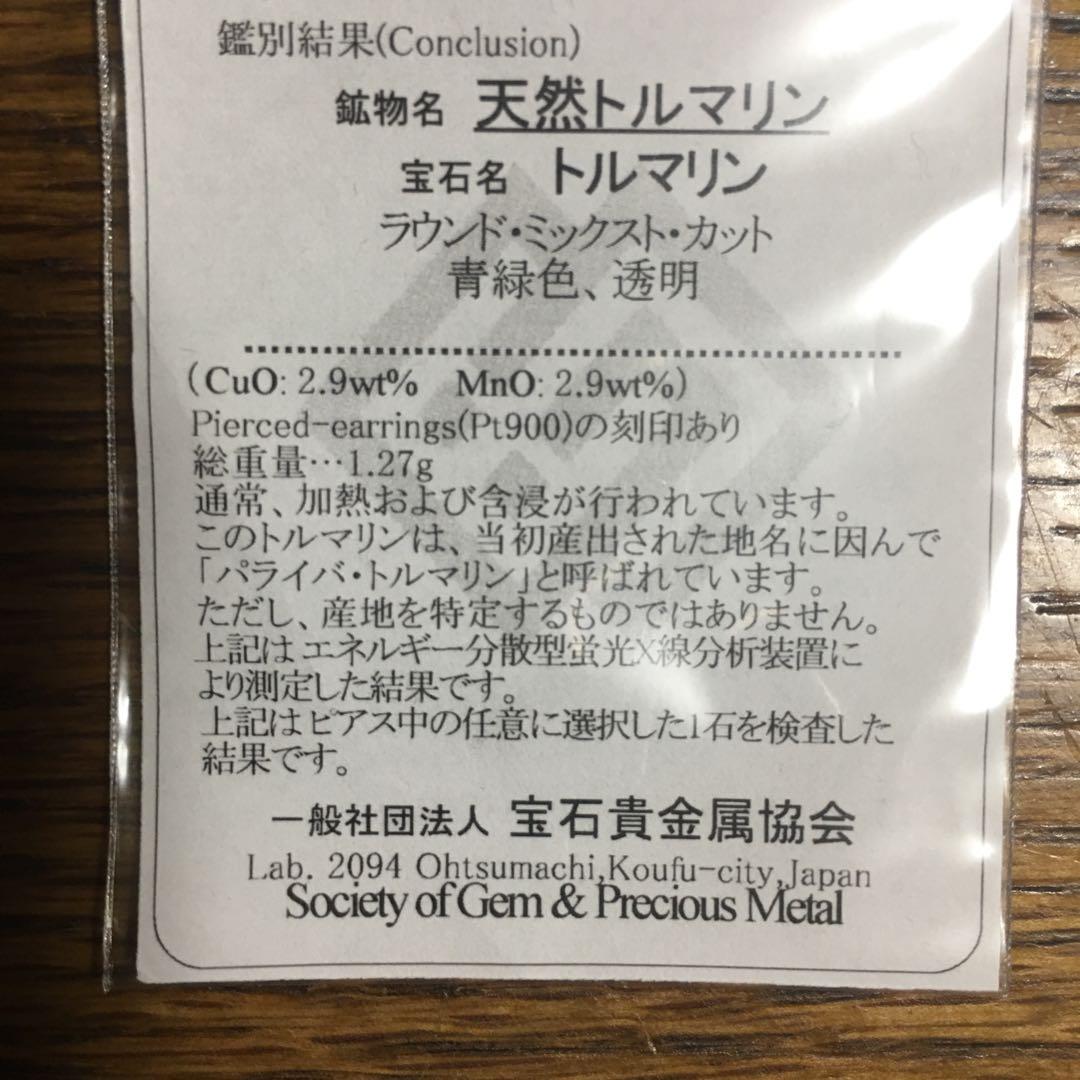 鑑別結果(Conclusion)
鉱物名 天然トルマリン
宝石名 トルマリン
ラウンド・ミックスト・カット
青緑色、透明
(CuO: 2.9wt% MnO: 2.9wt%)
Pierced-earrings(Pt900)の刻印あり
総重量…1.27g
通常、加熱および含浸が行われています。
このトルマリンは、当初産出された地名に因んで
「パライバ・トルマリン」と呼ばれています。
ただし、産地を特定するものではありません。
上記は エネルギー分散型蛍光X線分析装置に
より測定した結果です。
上記はピアス中の任意に選択した1石を検査した
結果です。
一般社団法人 宝石貴金属協会
Lab. 2094 Ohtsumachi,Koufu-city,Japan
Society of Gem & Precious Metal